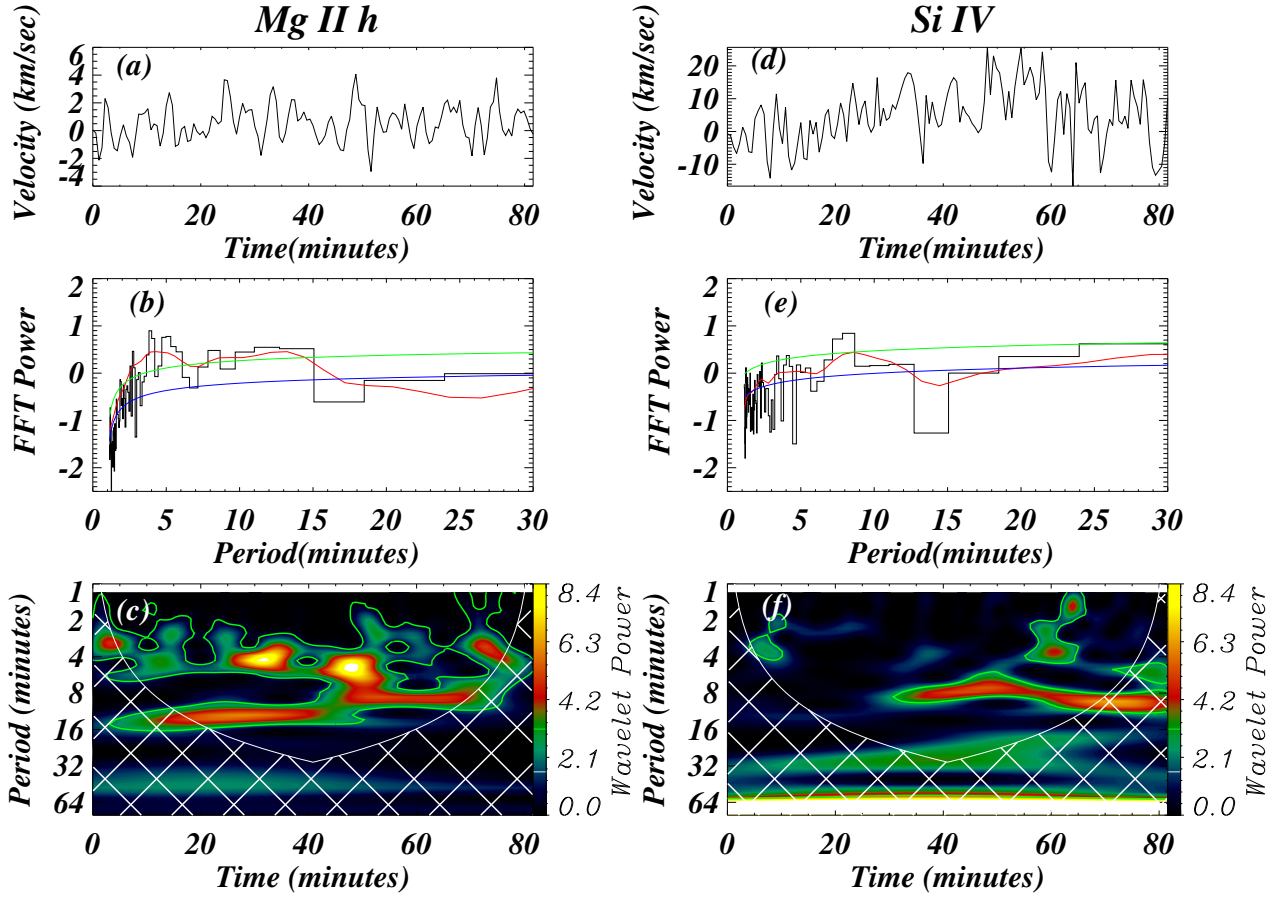 Mg II h
Si IV
(a)
Velocity (km/sec)
6
4
2
0
-2
-4
0 20 40 60 80
Time(minutes)
(d)
Velocity (km/sec)
20
10
0
-10
0 20 40 60 80
Time(minutes)
(b)
FFT Power
2
1
0
-1
-2
0 5 10 15 20 25 30
Period(minutes)
(e)
FFT Power
2
1
0
-1
-2
0 5 10 15 20 25 30
Period(minutes)
(c)
Period (minutes)
1
2
4
8
16
32
64
0 20 40 60 80
Time (minutes)
8.4
6.3
4.2
2.1
0.0
Wavelet Power
(f)
Period (minutes)
1
2
4
8
16
32
64
0 20 40 60 80
Time (minutes)
8.4
6.3
4.2
2.1
0.0
Wavelet Power